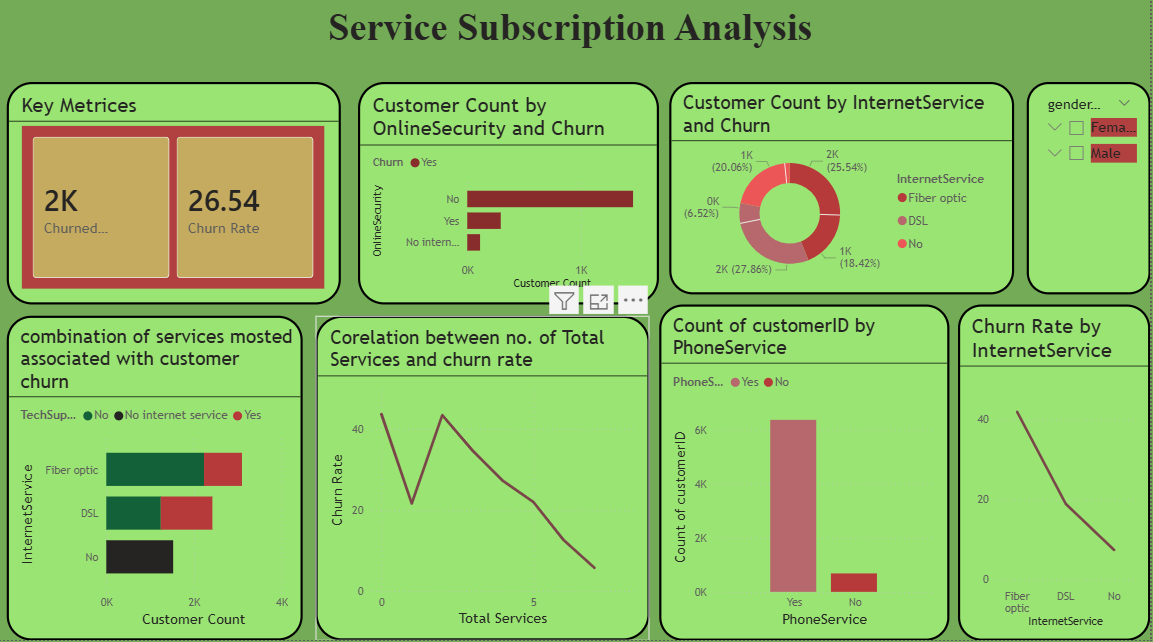 Service Subscription Analysis
Key Metrices
2K
Churned...
26.54
Churn Rate
Customer Count by
OnlineSecurity and Churn
Churn
Yes
OnlineSecurity
No
Yes
No intern...
0K
1K
Customer Count
Customer Count by InternetService
and Churn
1K
(20.06%)
2K
(25.54%)
0K
(6.52%)
2K (27.86%)
1K
(18.42%)
InternetService
Fiber optic
DSL
No
gender...
Fema...
Male
combination of services mosted
associated with customer
churn
TechSup...
No
No internet service
Yes
InternetService
Fiber optic
DSL
No
0K
2K
4K
Customer Count
Corelation between no. of Total
Services and churn rate
Churn Rate
40
20
0
0
5
Total Services
Count of customerID by
PhoneService
PhoneS...
Yes
No
Count of customerID
6K
4K
2K
0K
Yes
No
PhoneService
Churn Rate by
InternetService
40
20
0
Fiber
optic
DSL
No
InternetService